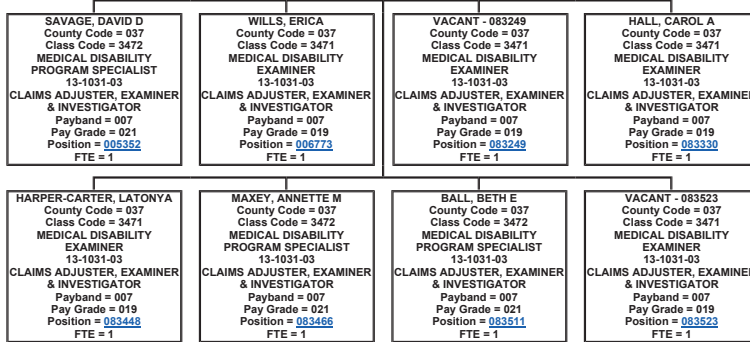 SAVAGE, DAVID D
County Code = 037
Class Code = 3472
MEDICAL DISABILITY
PROGRAM SPECIALIST
13-1031-03
CLAIMS ADJUSTER, EXAMINER
& INVESTIGATOR
Payband = 007
Pay Grade = 021
Position = 005352
FTE = 1
WILLS, ERICA
County Code = 037
Class Code = 3471
MEDICAL DISABILITY
EXAMINER
13-1031-03
CLAIMS ADJUSTER, EXAMINER
& INVESTIGATOR
Payband = 007
Pay Grade = 019
Position = 006773
FTE = 1
VACANT - 083249
County Code = 037
Class Code = 3471
MEDICAL DISABILITY
EXAMINER
13-1031-03
CLAIMS ADJUSTER, EXAMINER
& INVESTIGATOR
Payband = 007
Pay Grade = 019
Position = 083249
FTE = 1
HALL, CAROL A
County Code = 037
Class Code = 3471
MEDICAL DISABILITY
EXAMINER
13-1031-03
CLAIMS ADJUSTER, EXAMINER
& INVESTIGATOR
Payband = 007
Pay Grade = 019
Position = 083330
FTE = 1
HARPER-CARTER, LATONYA
County Code = 037
Class Code = 3471
MEDICAL DISABILITY
EXAMINER
13-1031-03
CLAIMS ADJUSTER, EXAMINER
& INVESTIGATOR
Payband = 007
Pay Grade = 019
Position = 083448
FTE = 1
MAXEY, ANNETTE M
County Code = 037
Class Code = 3472
MEDICAL DISABILITY
PROGRAM SPECIALIST
13-1031-03
CLAIMS ADJUSTER, EXAMINER
& INVESTIGATOR
Payband = 007
Pay Grade = 021
Position = 083466
FTE = 1
BALL, BETH E
County Code = 037
Class Code = 3472
MEDICAL DISABILITY
PROGRAM SPECIALIST
13-1031-03
CLAIMS ADJUSTER, EXAMINER
& INVESTIGATOR
Payband = 007
Pay Grade = 021
Position = 083511
FTE = 1
VACANT - 083523
County Code = 037
Class Code = 3471
MEDICAL DISABILITY
EXAMINER
13-1031-03
CLAIMS ADJUSTER, EXAMINER
& INVESTIGATOR
Payband = 007
Pay Grade = 019
Position = 083523
FTE = 1